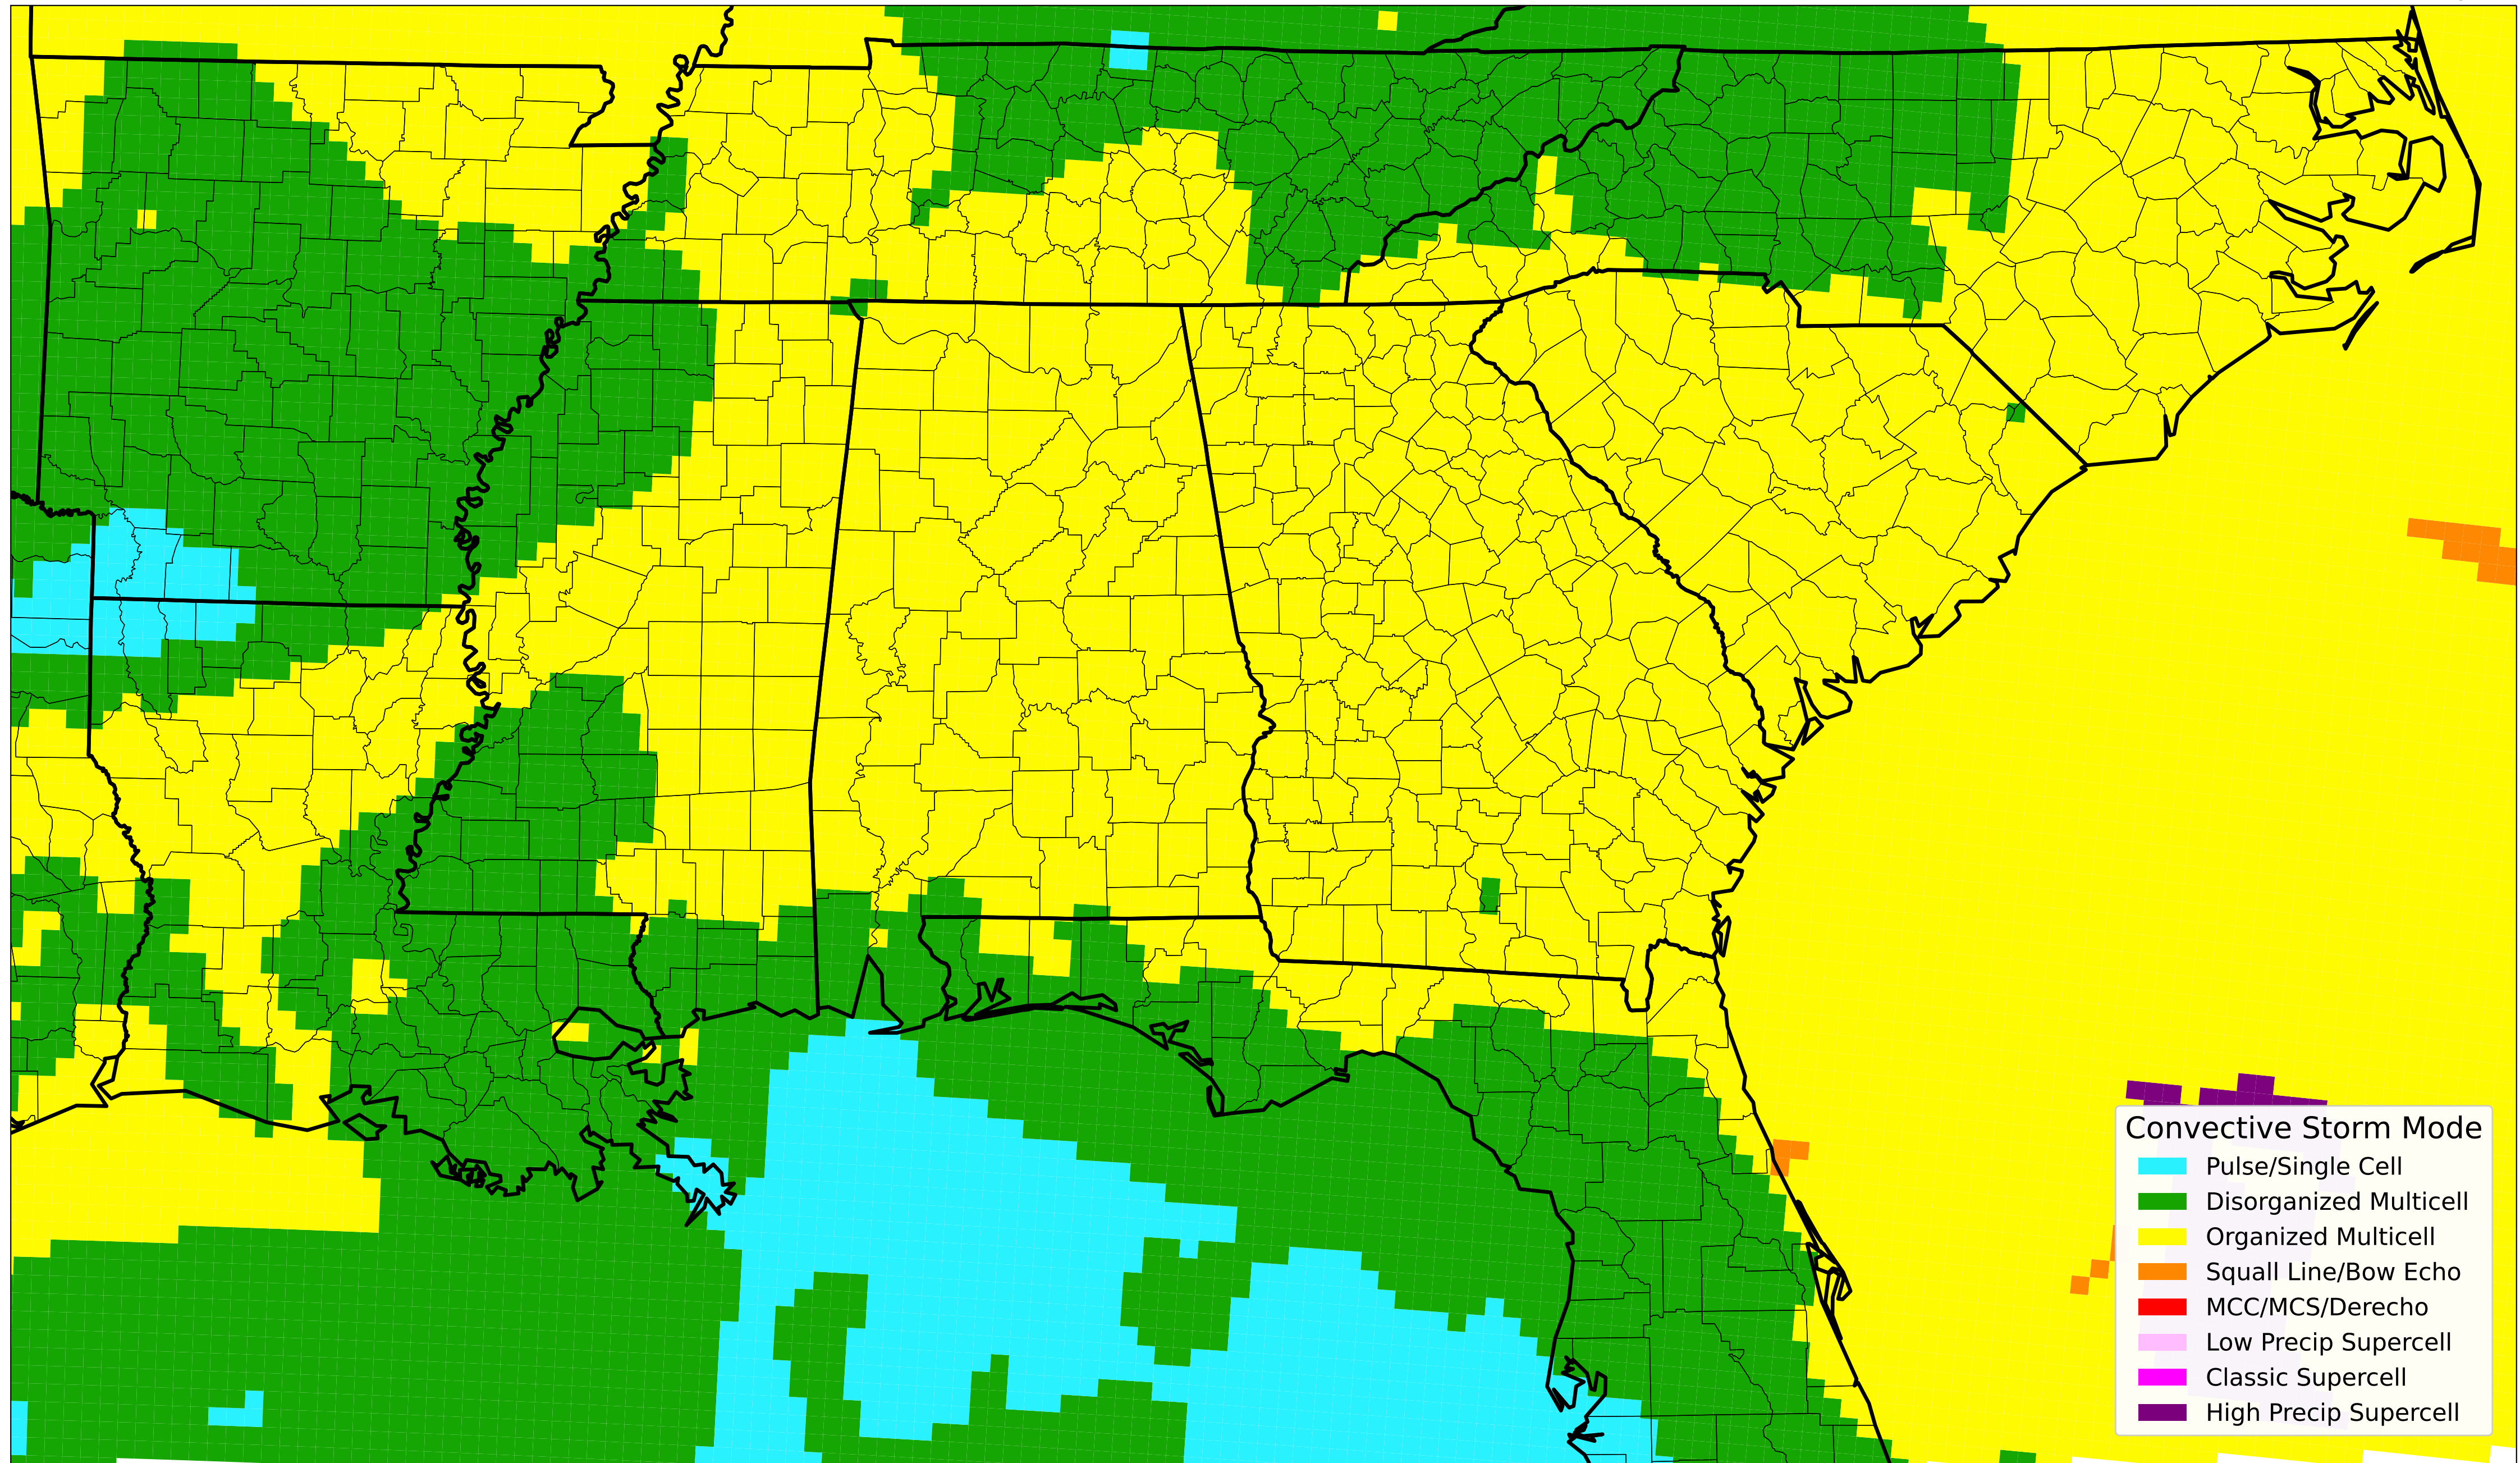 Convective Storm Mode
Pulse/Single Cell
Disorganized Multicell
Organized Multicell
Squall Line/Bow Echo
MCC/MCS/Derecho
Low Precip Supercell
Classic Supercell
High Precip Supercell